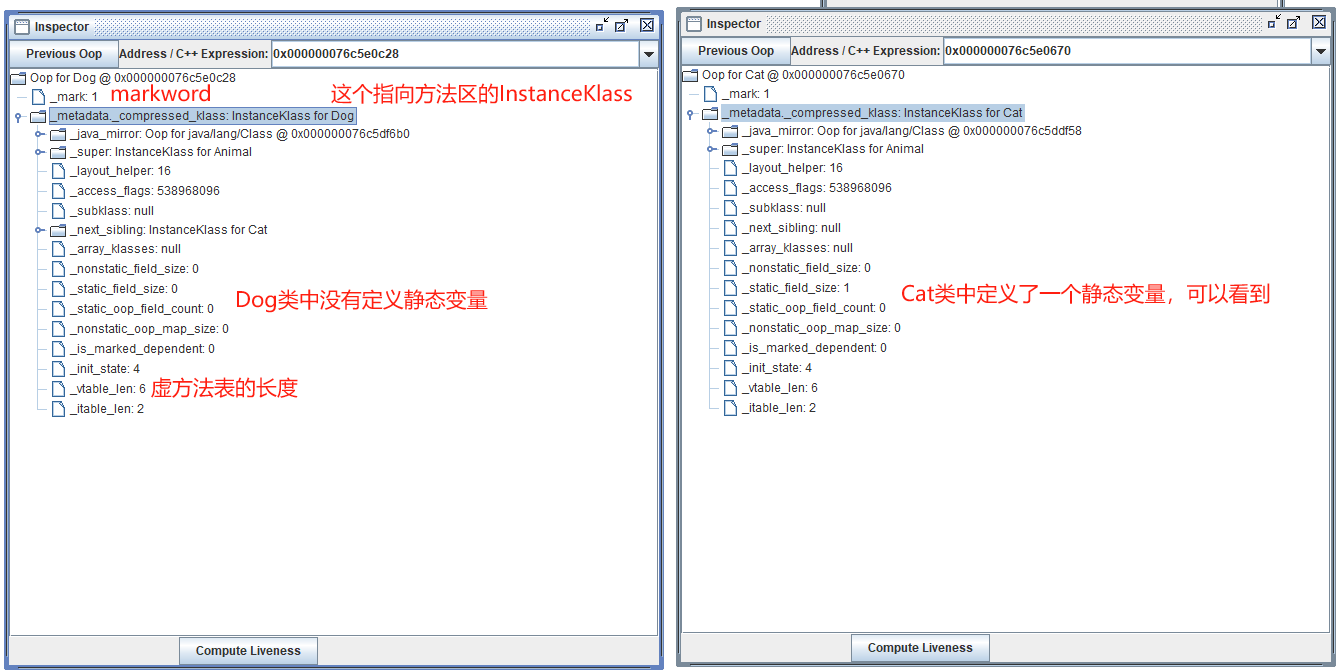 Inspector
Previous Oop
Address / C++ Expression:
0x000000076c5e0c28
Oop for Dog @ 0x000000076c5e0c28
_mark: 1
markword
这个指向方法区的InstanceKlass
_metadata._compressed_klass: InstanceKlass for Dog
_java_mirror: Oop for java/lang/Class @ 0x000000076c5df6b0
_super: InstanceKlass for Animal
_layout_helper: 16
_access_flags: 538968096
_subklass: null
_next_sibling: InstanceKlass for Cat
_array_klasses: null
_nonstatic_field_size: 0
_static_field_size: 0
Dog类中没有定义静态变量
_static_oop_field_count: 0
_nonstatic_oop_map_size: 0
_is_marked_dependent: 0
_init_state: 4
_vtable_len: 6
虚方法表的长度
_itable_len: 2
Compute Liveness
Inspector
Previous Oop
Address / C++ Expression:
0x000000076c5e0670
Oop for Cat @ 0x000000076c5e0670
_mark: 1
_metadata._compressed_klass: InstanceKlass for Cat
_java_mirror: Oop for java/lang/Class @ 0x000000076c5ddf58
_super: InstanceKlass for Animal
_layout_helper: 16
_access_flags: 538968096
_subklass: null
_next_sibling: null
_array_klasses: null
_nonstatic_field_size: 0
_static_field_size: 1
Cat类中定义了一个静态变量，可以看到
_static_oop_field_count: 0
_nonstatic_oop_map_size: 0
_is_marked_dependent: 0
_init_state: 4
_vtable_len: 6
_itable_len: 2
Compute Liveness